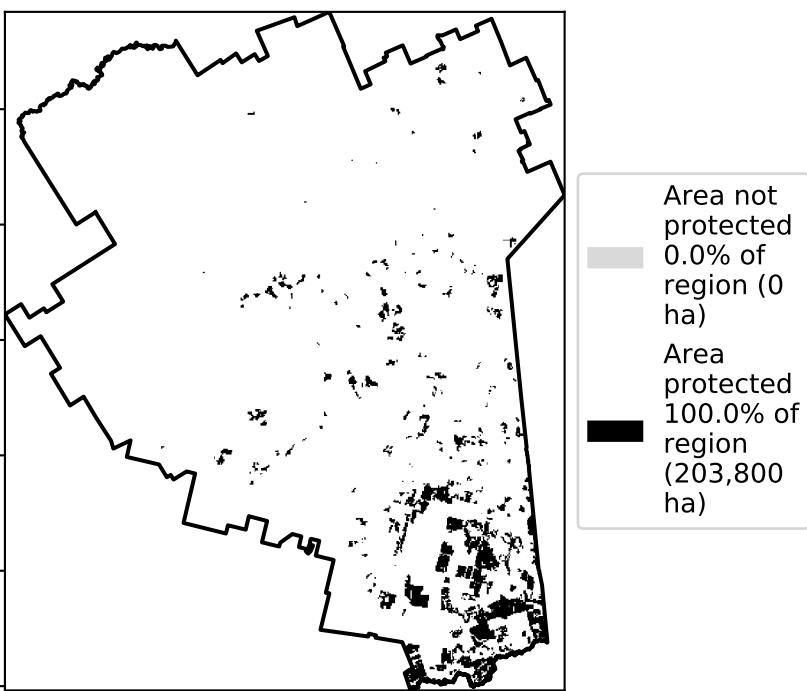 Area not
protected
0.0% of
region (0
ha)
Area
protected
100.0% of
region
(203,800
ha)